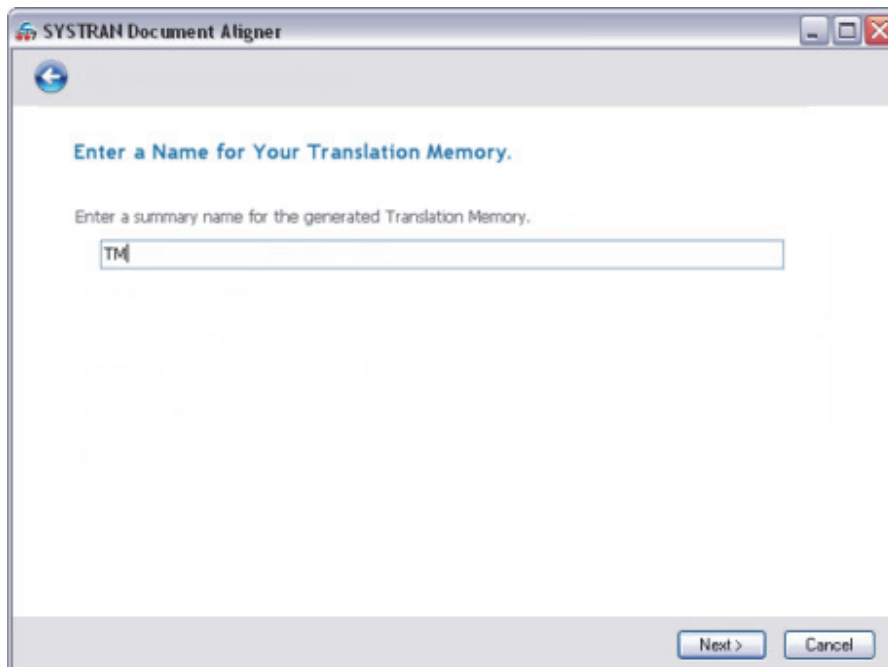 SYSTRAN Document Aligner
Enter a Name for Your Translation Memory.
Enter a summary name for the generated Translation Memory.
TM
Next >
Cancel